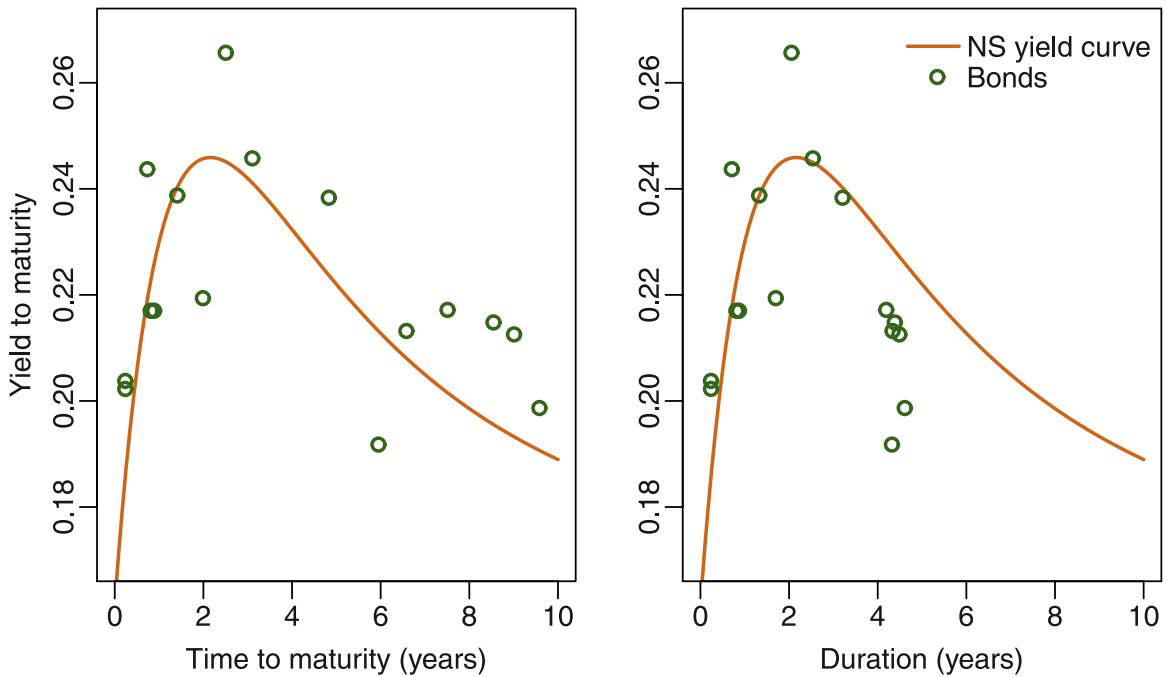 NS yield curve
Bonds
Yield to maturity
0.26
0.24
0.22
0.20
0.18
0 2 4 6 8 10
Time to maturity (years)
0.26
0.24
0.22
0.20
0.18
0 2 4 6 8 10
Duration (years)